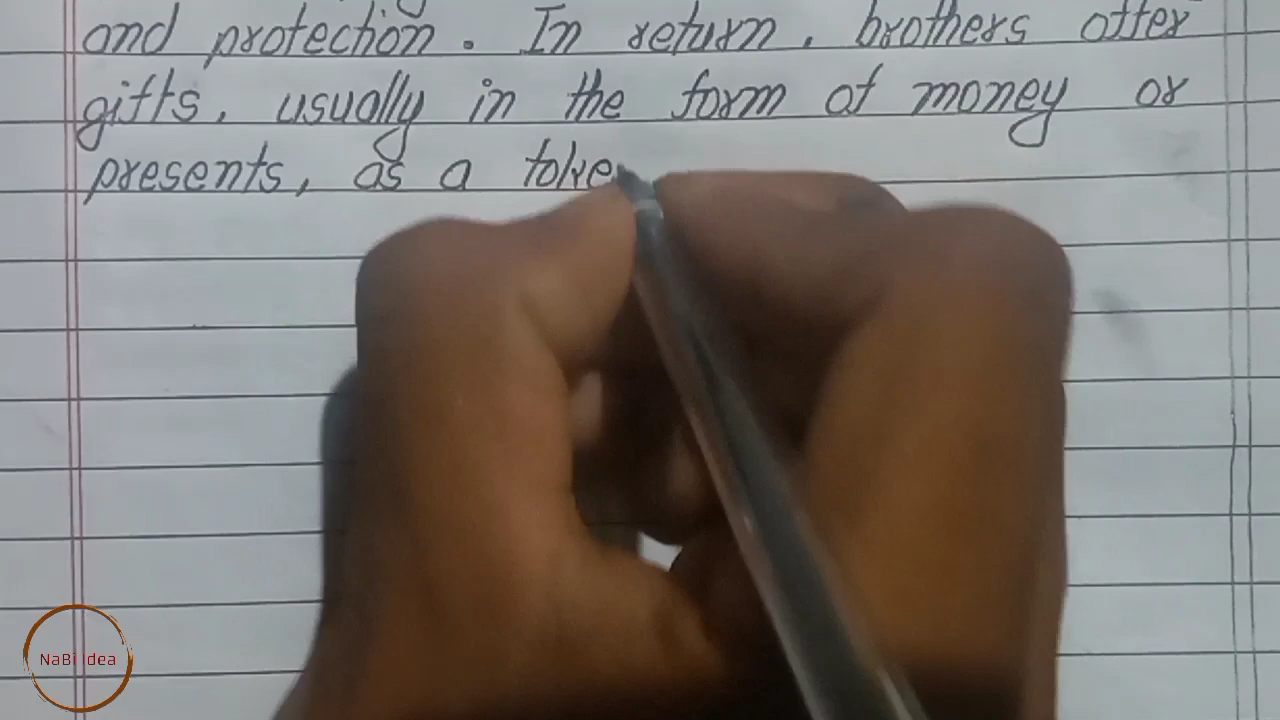 and protection. In return, brothers offer
gifts, usually in the form of money or
presents, as a toke
NaBi Idea